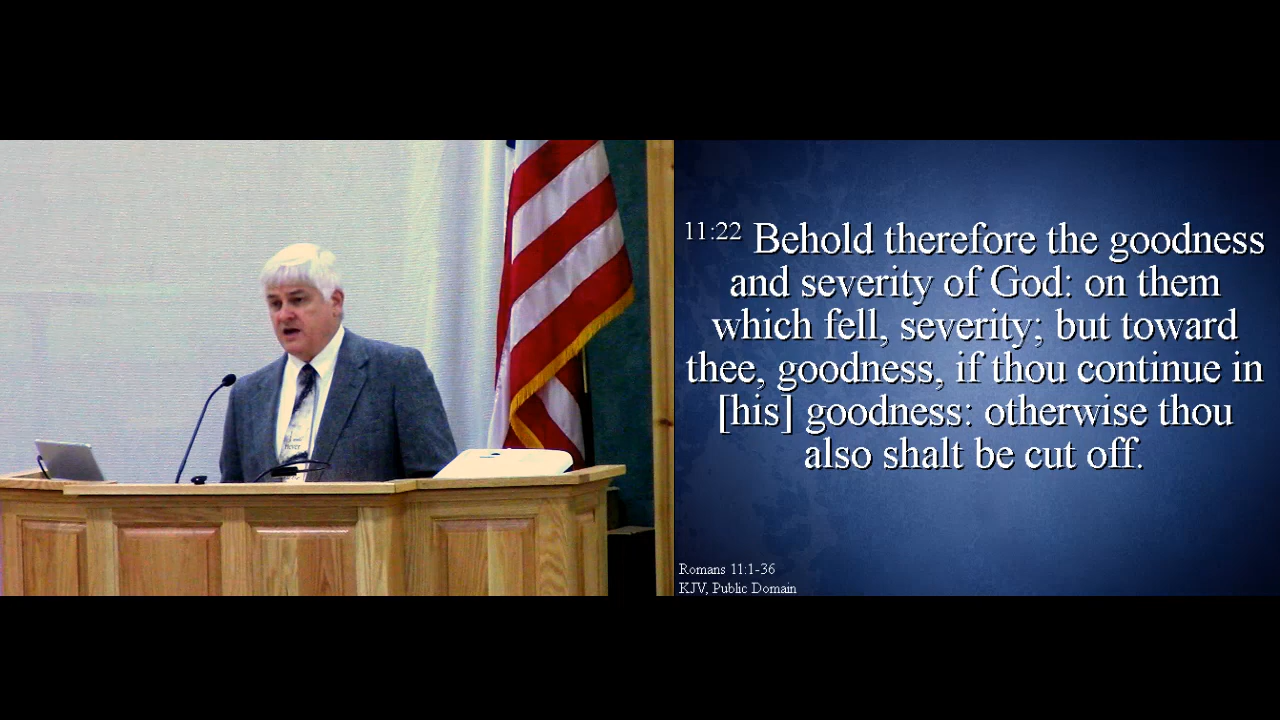 11:22 Behold therefore the goodness
and severity of God: on them
which fell, severity; but toward
thee, goodness, if thou continue in
[his] goodness: otherwise thou
also shalt be cut off.
Romans 11:1-36
KJV, Public Domain